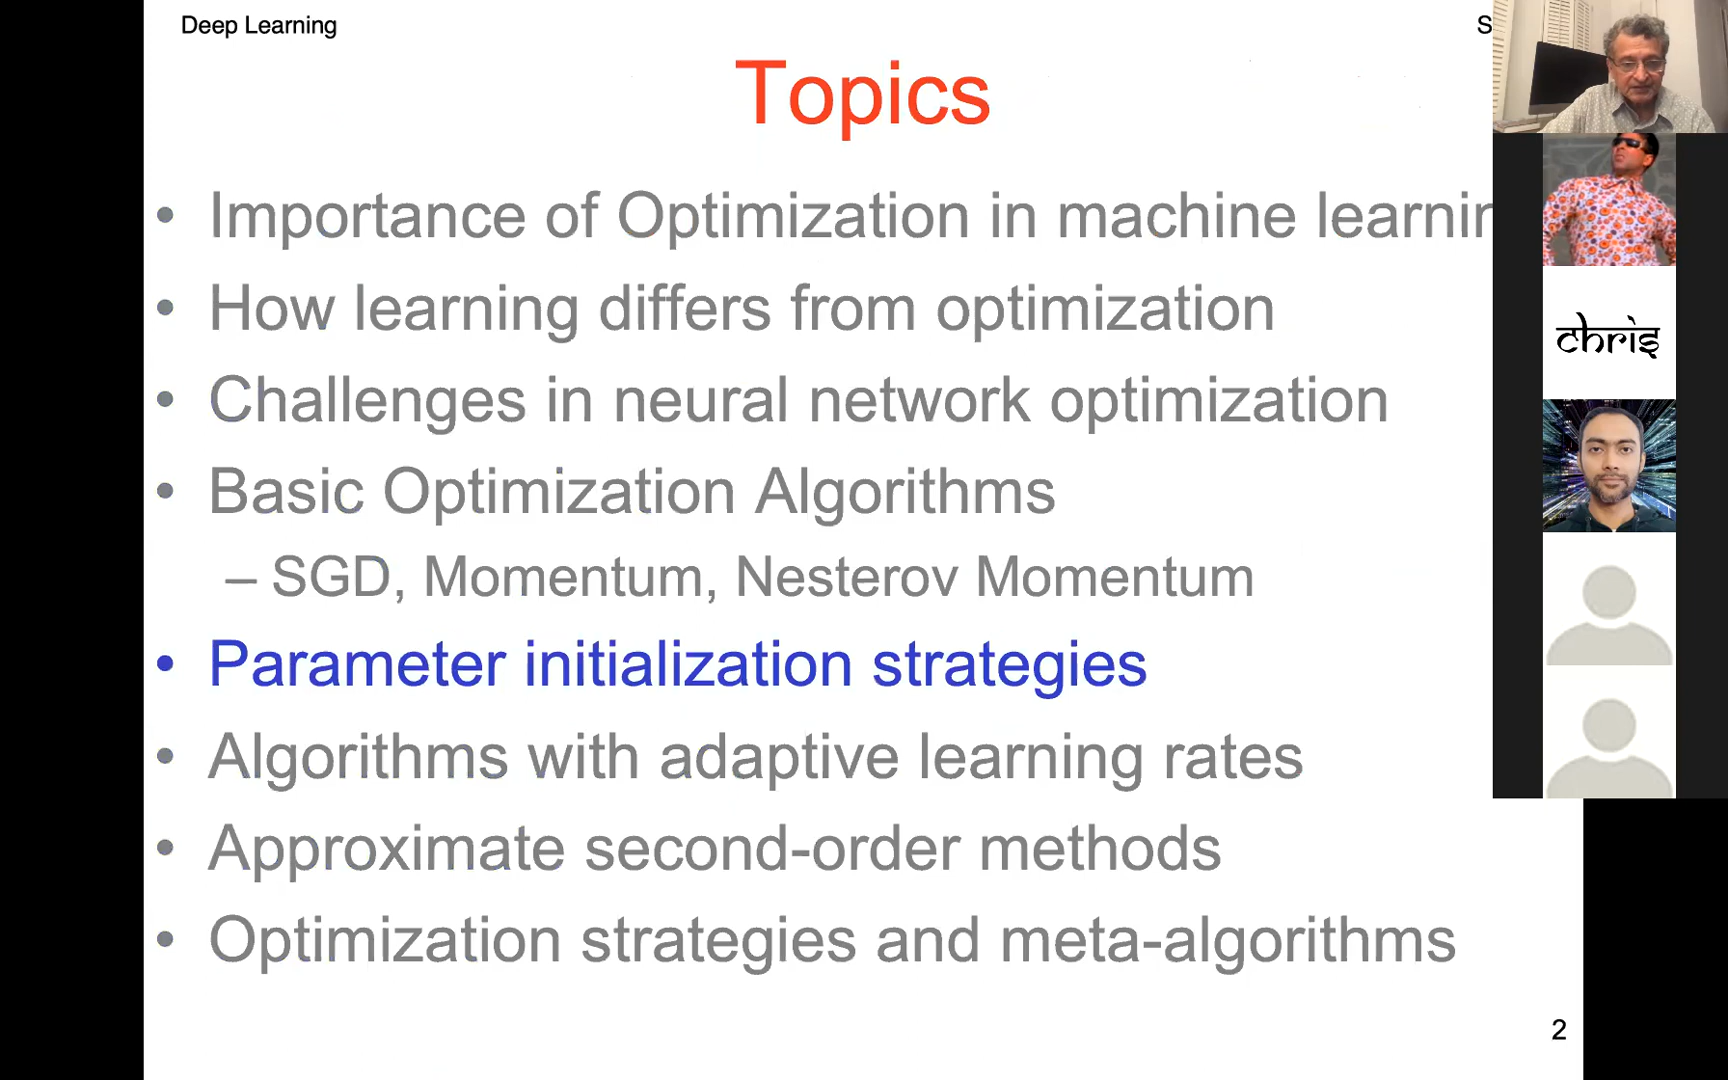 Deep Learning
S
Topics
• Importance of Optimization in machine learnin
• How learning differs from optimization
• Challenges in neural network optimization
• Basic Optimization Algorithms
– SGD, Momentum, Nesterov Momentum
• Parameter initialization strategies
• Algorithms with adaptive learning rates
• Approximate second-order methods
• Optimization strategies and meta-algorithms
2
chris